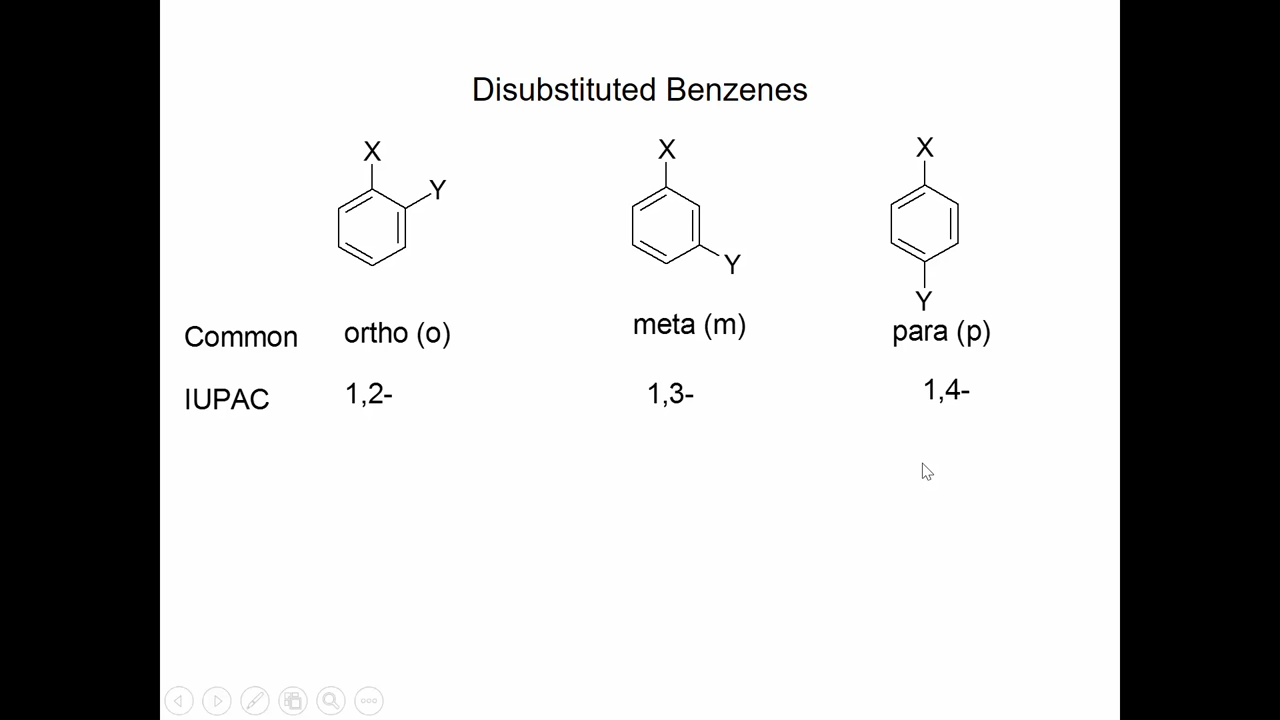 Disubstituted Benzenes
X
Y
X
Y
X
Y
Common ortho (o) meta (m) para (p)
IUPAC 1,2- 1,3- 1,4-